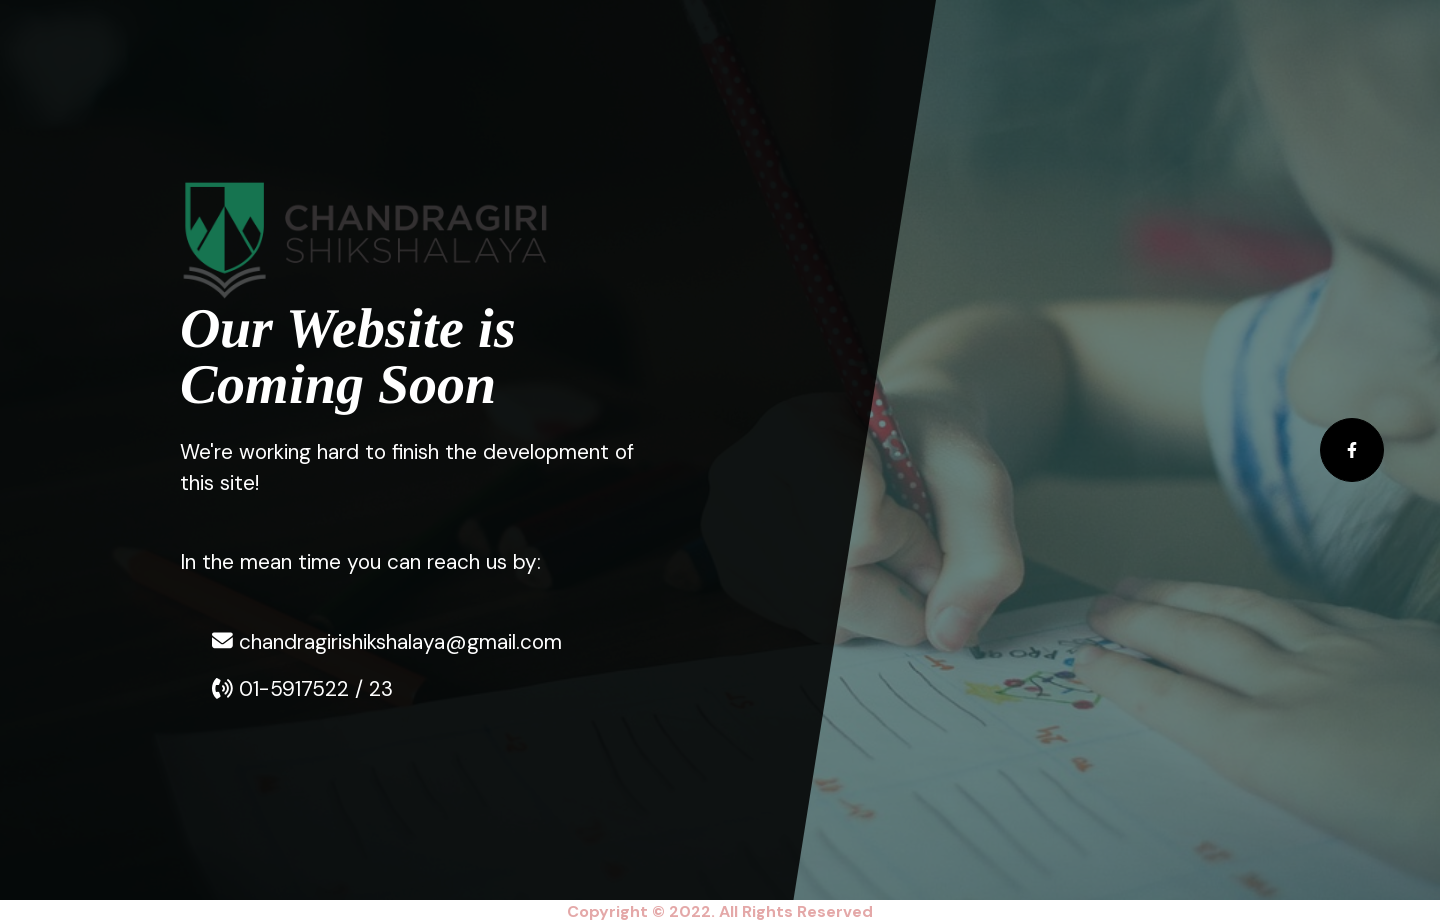 CHANDRAGIRI
SHIKSHALAYA
Our Website is
Coming Soon
We're working hard to finish the development of
this site!
In the mean time you can reach us by:
chandragirishikshalaya@gmail.com
01-5917522 / 23
Copyright © 2022. All Rights Reserved